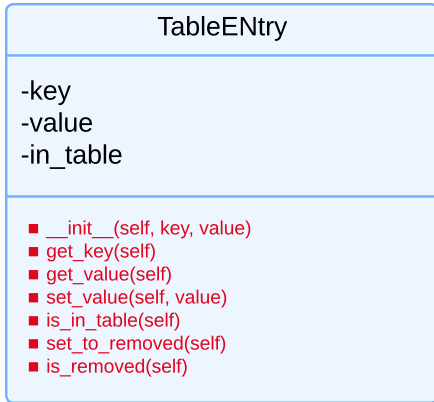 TableENtry
-key
-value
-in_table
■ __init__(self, key, value)
■ get_key(self)
■ get_value(self)
■ set_value(self, value)
■ is_in_table(self)
■ set_to_removed(self)
■ is_removed(self)